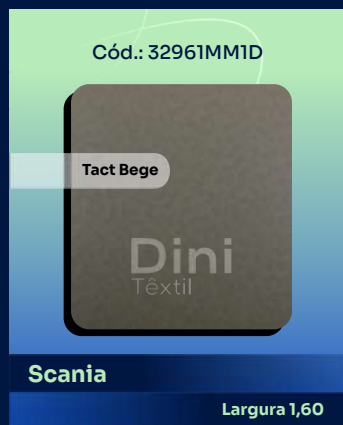 Cód.: 32961MM1D
Tact Bege
Dini
Têxtil
Scania
Largura 1,60